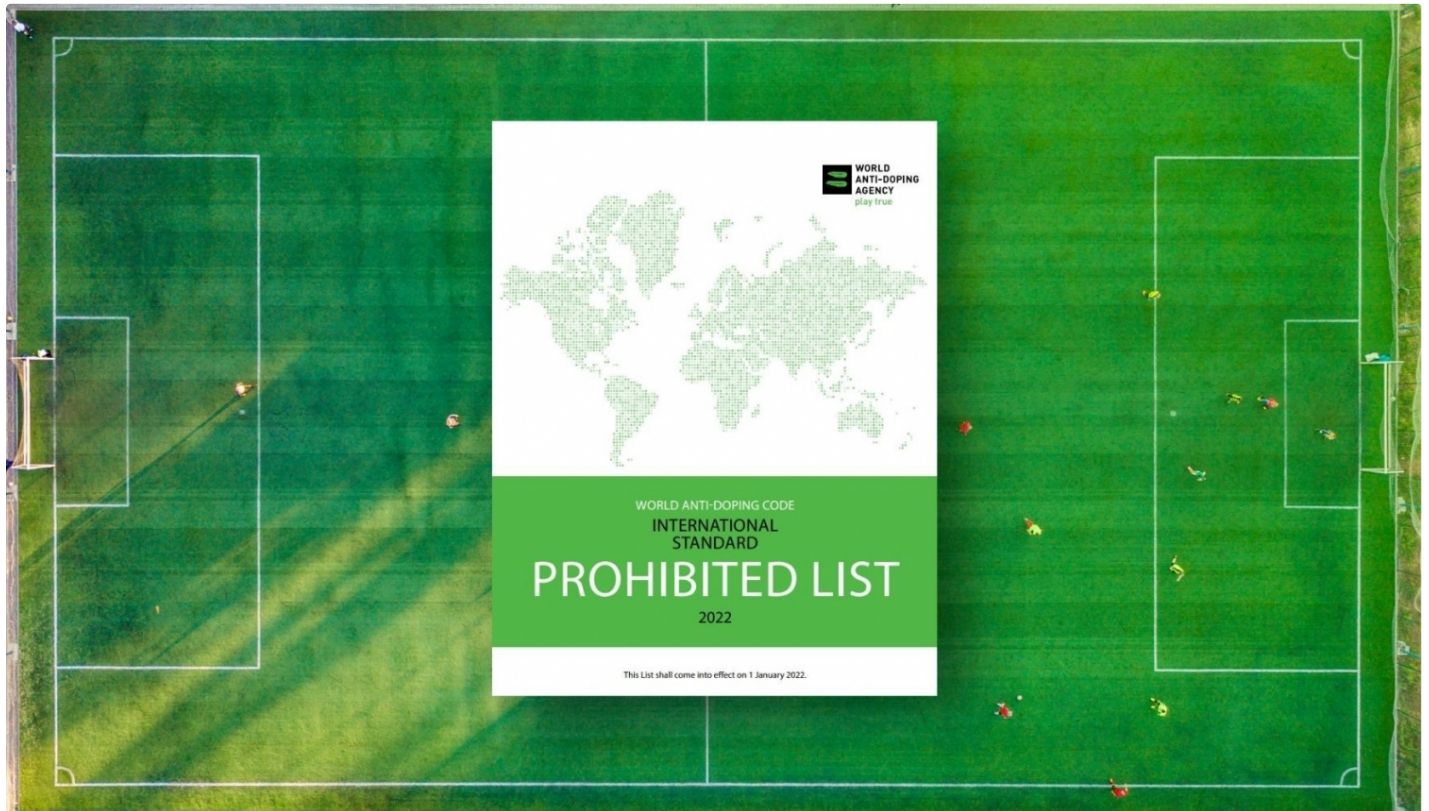 WORLD
ANTI-DOPING
AGENCY
play true
WORLD ANTI-DOPING CODE
INTERNATIONAL
STANDARD
PROHIBITED LIST
2022
This List shall come into effect on 1 January 2022.